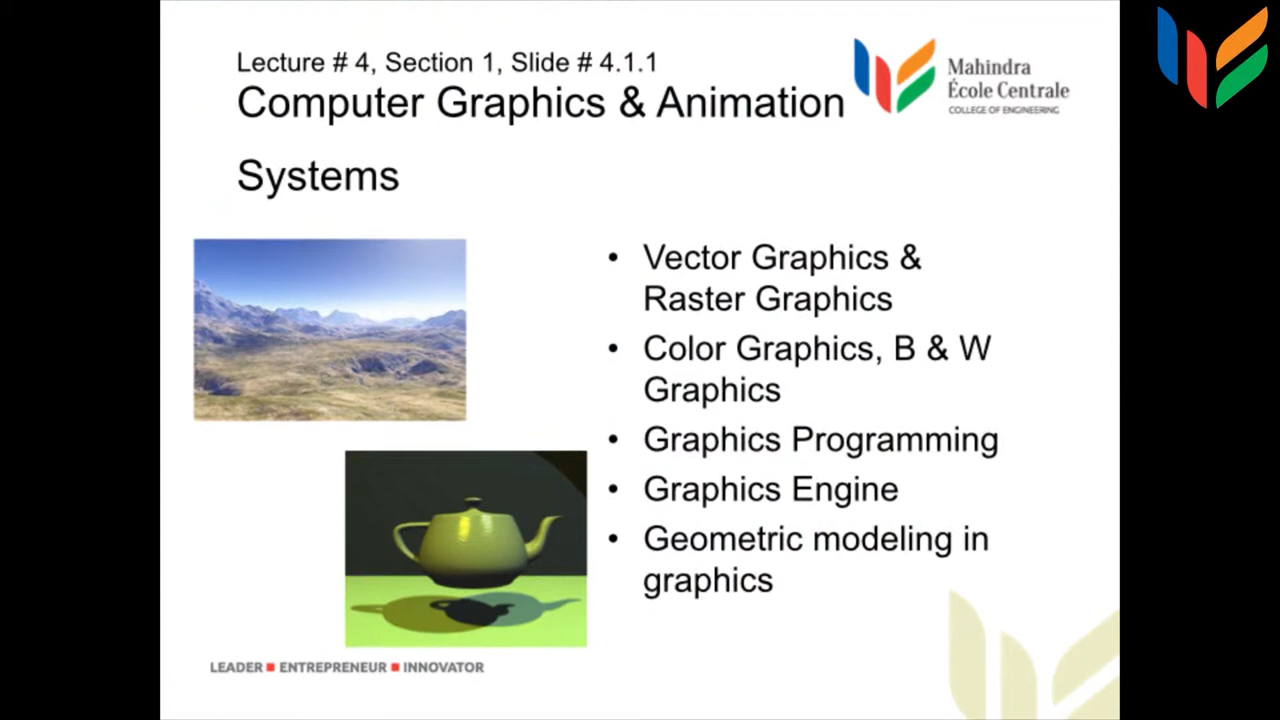 Lecture # 4, Section 1, Slide # 4.1.1
Computer Graphics & Animation
Systems
Mahindra
École Centrale
COLLEGE OF ENGINEERING
• Vector Graphics &
Raster Graphics
• Color Graphics, B & W
Graphics
• Graphics Programming
• Graphics Engine
• Geometric modeling in
graphics
LEADER ■ ENTREPRENEUR ■ INNOVATOR